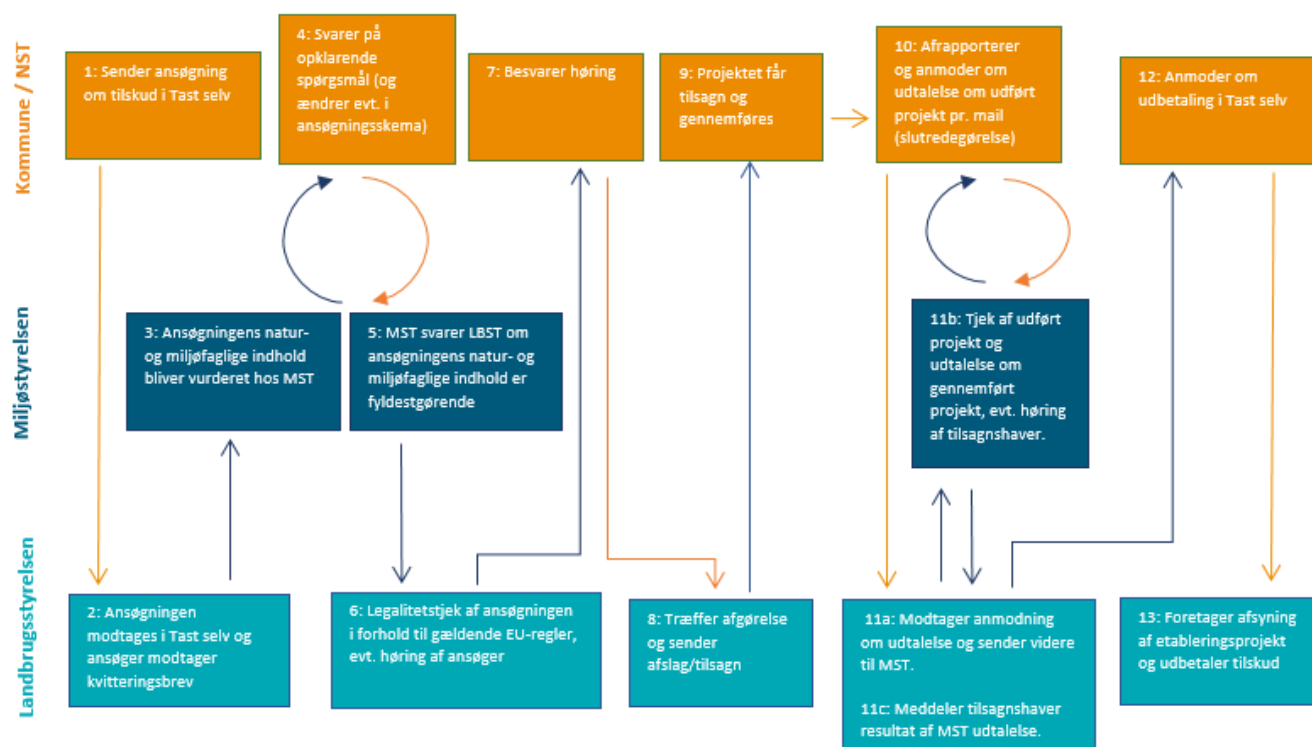 Kommune / NST
1: Sender ansøgning
om tilskud i Tast selv
4: Svarer på
opklarende
spørgsmål (og
ændrer evt. i
ansøgningsskema)
7: Besvarer høring
9: Projektet får
tilsagn og
gennemføres
10: Afrapporterer
og anmoder om
udtalelse om udført
projekt pr. mail
(slutredegørelse)
12: Anmoder om
udbetaling i Tast selv
Miljøstyrelsen
3: Ansøgningens natur-
og miljøfaglige indhold
bliver vurderet hos MST
5: MST svarer LBST om
ansøgningens natur- og
miljøfaglige indhold er
fyldestgørende
11b: Tjek af udført
projekt og
udtalelse om
gennemført
projekt, evt. høring
af tilsagnshaver.
Landbrugsstyrelsen
2: Ansøgningen
modtages i Tast selv og
ansøger modtager
kvitteringsbrev
6: Legalitetstjek af ansøgningen
i forhold til gældende EU-regler,
evt. høring af ansøger
8: Træffer afgørelse
og sender
afslag/tilsagn
11a: Modtager anmodning
om udtalelse og sender videre
til MST.
11c: Meddeler tilsagnshaver
resultat af MST udtalelse.
13: Foretager afsyning
af etableringsprojekt
og udbetaler tilskud